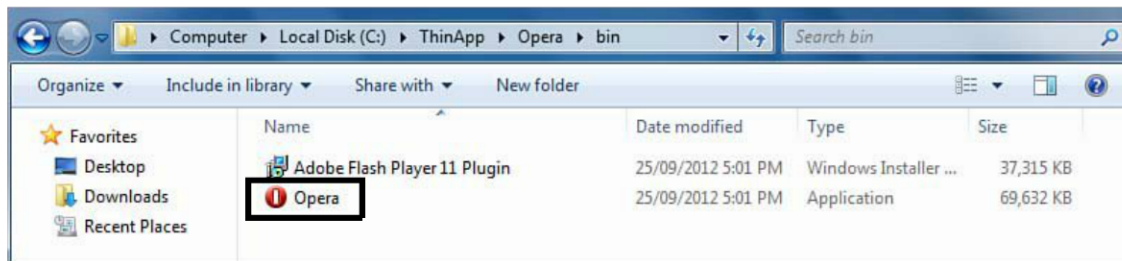 Computer Local Disk (C:) ThinApp Opera bin Search bin
Organize Include in library Share with New folder
Favorites
Desktop
Downloads
Recent Places
Name Date modified Type Size
Adobe Flash Player 11 Plugin 25/09/2012 5:01 PM Windows Installer ... 37,315 KB
Opera 25/09/2012 5:01 PM Application 69,632 KB